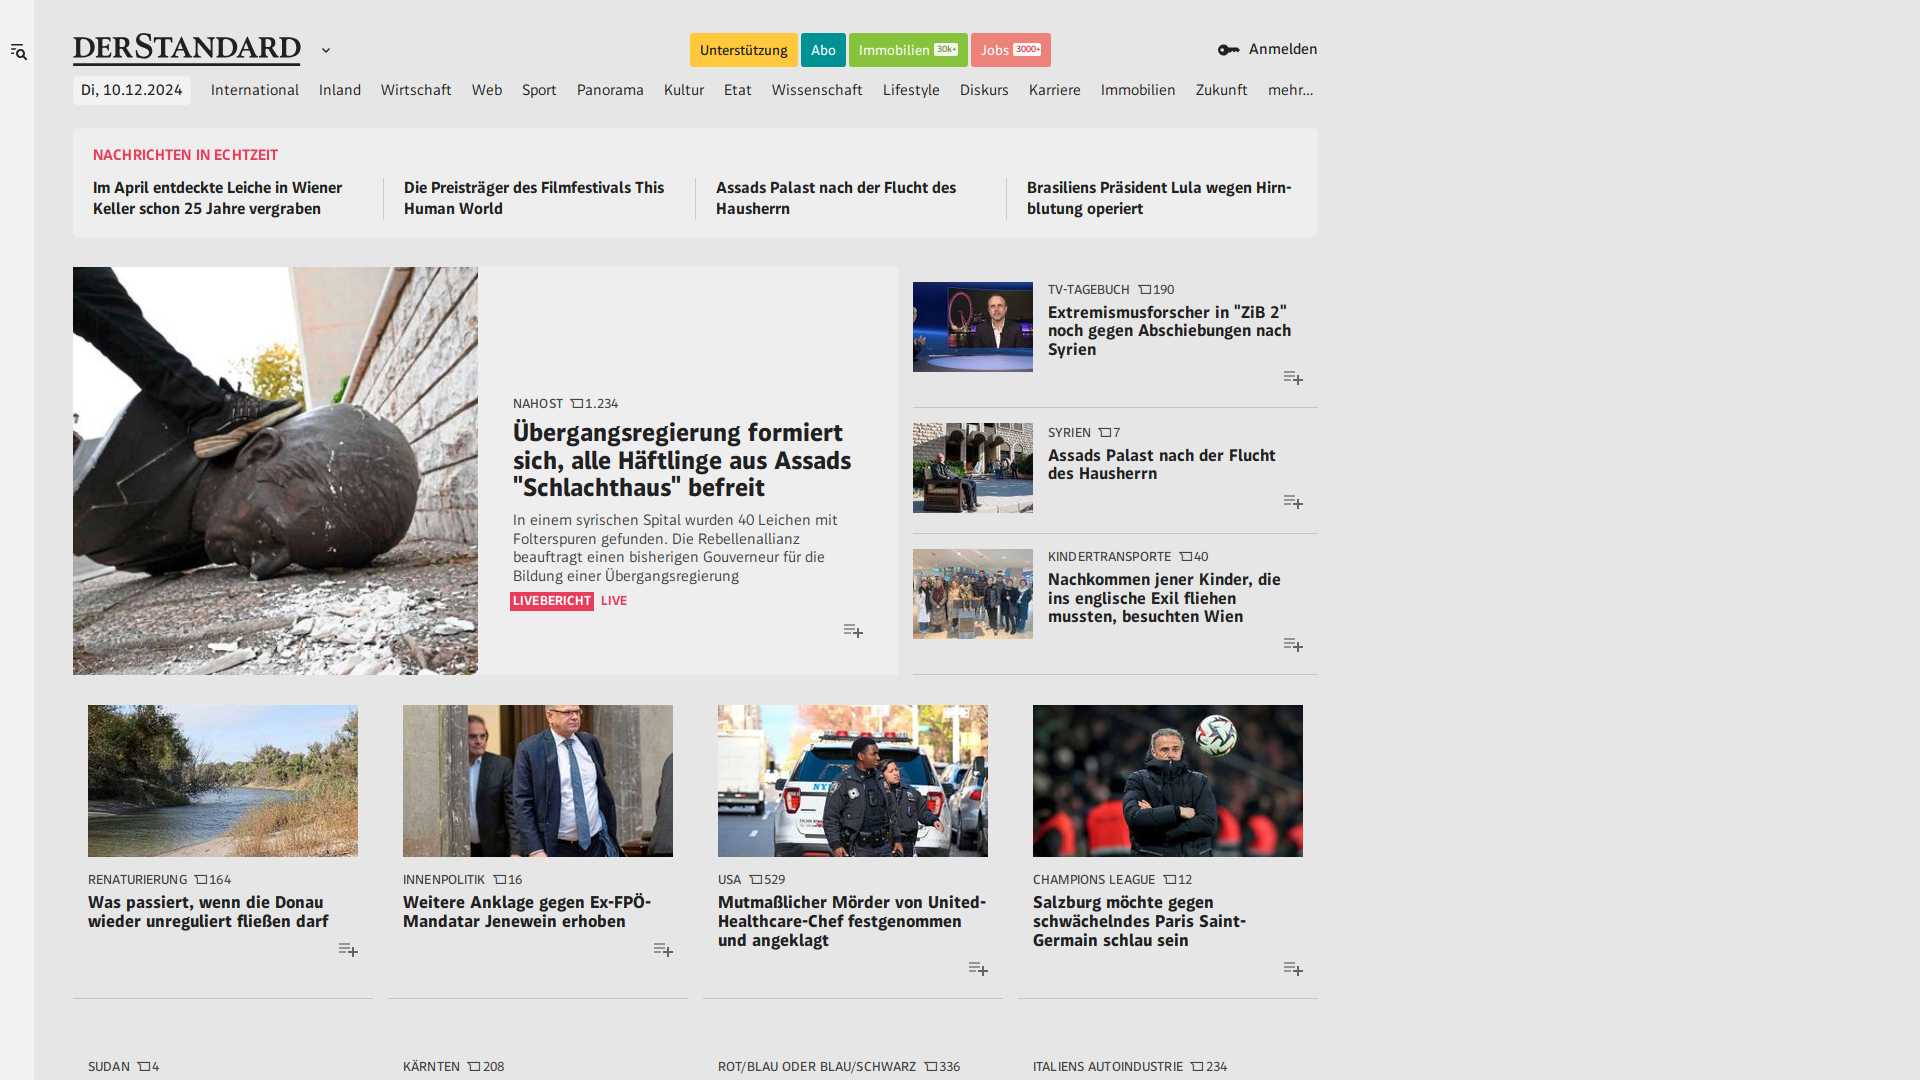 DERSTANDARD
Unterstützung Abo Immobilien 30k+ Jobs 3000+
Anmelden
Di, 10.12.2024 International Inland Wirtschaft Web Sport Panorama Kultur Etat Wissenschaft Lifestyle Diskurs Karriere Immobilien Zukunft mehr...
NACHRICHTEN IN ECHTZEIT
Im April entdeckte Leiche in Wiener
Keller schon 25 Jahre vergraben
Die Preisträger des Filmfestivals This
Human World
Assads Palast nach der Flucht des
Hausherrn
Brasiliens Präsident Lula wegen Hirn-
blutung operiert
NAHOST 1.234
Übergangsregierung formiert
sich, alle Häftlinge aus Assads
"Schlachthaus" befreit
In einem syrischen Spital wurden 40 Leichen mit
Folterspuren gefunden. Die Rebellenallianz
beauftragt einen bisherigen Gouverneur für die
Bildung einer Übergangsregierung
LIVEBERICHT LIVE
TV-TAGEBUCH 190
Extremismusforscher in "ZiB 2"
noch gegen Abschiebungen nach
Syrien
SYRIEN 7
Assads Palast nach der Flucht
des Hausherrn
KINDERTRANSPORTE 40
Nachkommen jener Kinder, die
ins englische Exil fliehen
mussten, besuchten Wien
RENATURIERUNG 164
Was passiert, wenn die Donau
wieder unreguliert fließen darf
INNENPOLITIK 16
Weitere Anklage gegen Ex-FPÖ-
Mandatar Jenewein erhoben
USA 529
Mutmaßlicher Mörder von United-
Healthcare-Chef festgenommen
und angeklagt
CHAMPIONS LEAGUE 12
Salzburg möchte gegen
schwächelndes Paris Saint-
Germain schlau sein
SUDAN 4
KÄRNTEN 208
ROT/BLAU ODER BLAU/SCHWARZ 336
ITALIENS AUTOINDUSTRIE 234